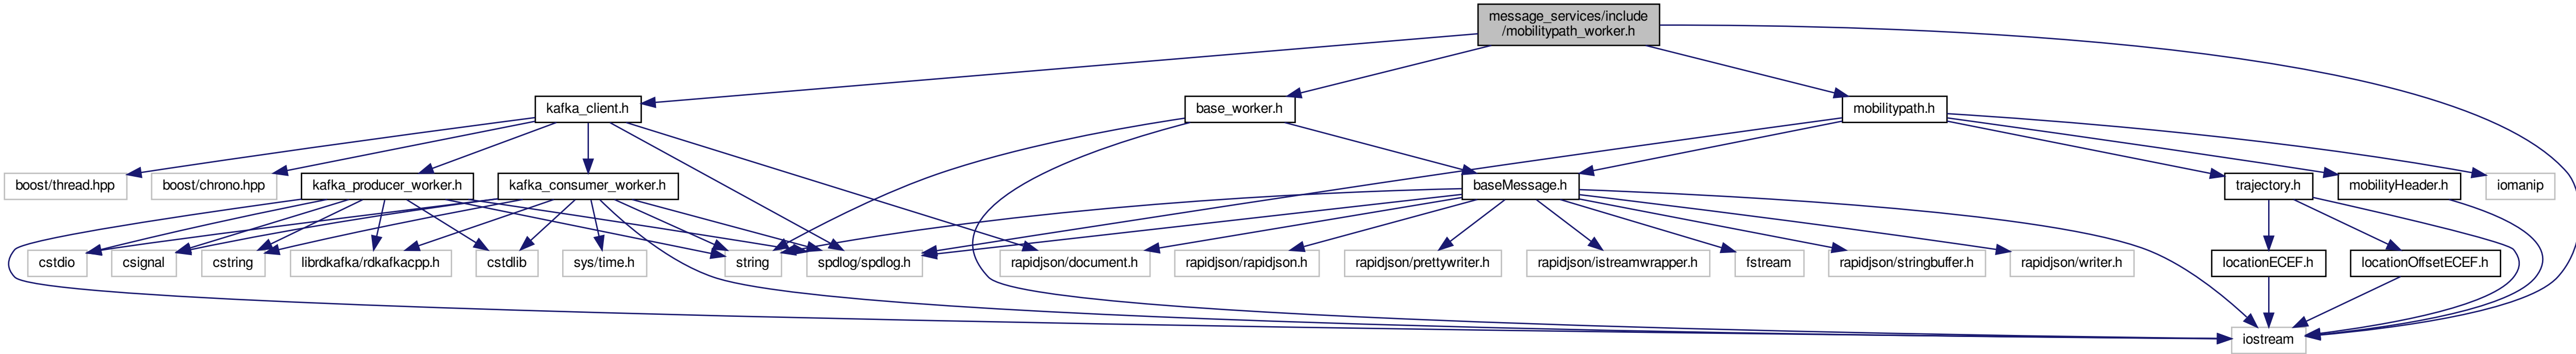 message_services/include
/mobilitypath_worker.h
kafka_client.h
base_worker.h
mobilitypath.h
boost/thread.hpp
boost/chrono.hpp
kafka_producer_worker.h
kafka_consumer_worker.h
baseMessage.h
trajectory.h
mobilityHeader.h
iomanip
cstdio
csignal
cstring
librdkafka/rdkafkacpp.h
cstdlib
sys/time.h
string
spdlog/spdlog.h
rapidjson/document.h
rapidjson/rapidjson.h
rapidjson/prettywriter.h
rapidjson/istreamwrapper.h
fstream
rapidjson/stringbuffer.h
rapidjson/writer.h
locationECEF.h
locationOffsetECEF.h
iostream